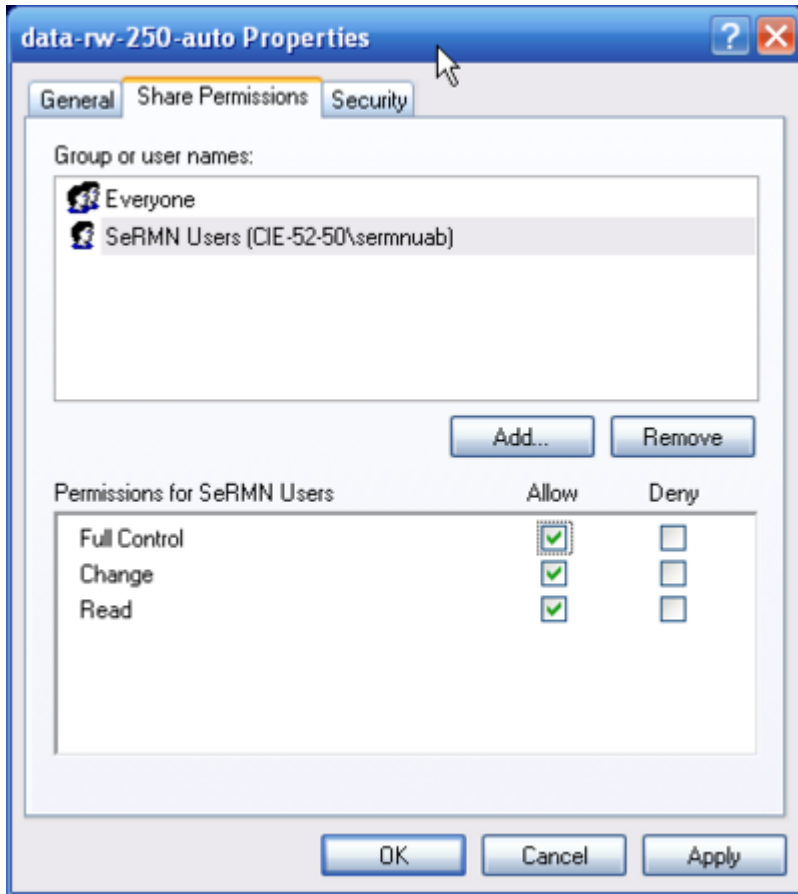 data-rw-250-auto Properties
General Share Permissions Security
Group or user names:
Everyone
SeRMN Users (CIE-52-50\sermnuab)
Add... Remove
Permissions for SeRMN Users Allow Deny
Full Control
Change
Read
OK Cancel Apply